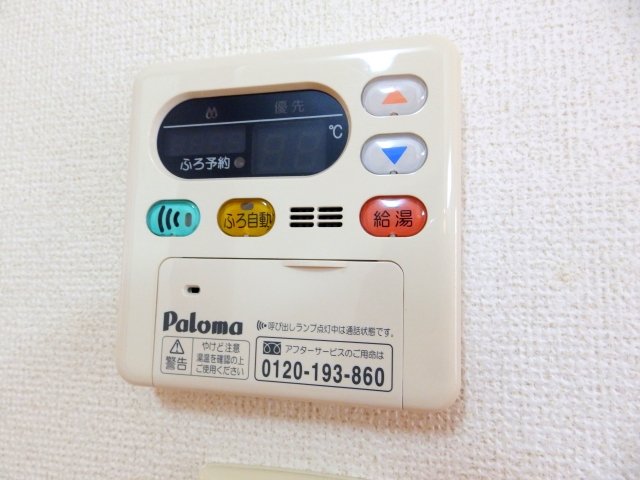 優先
℃
ふろ予約
ふろ自動
給湯
Paloma
呼び出しランプ点灯中は通話状態です。
警告
やけど注意
湯温を確認の上
ご使用ください
アフターサービスのご用命は
0120-193-860